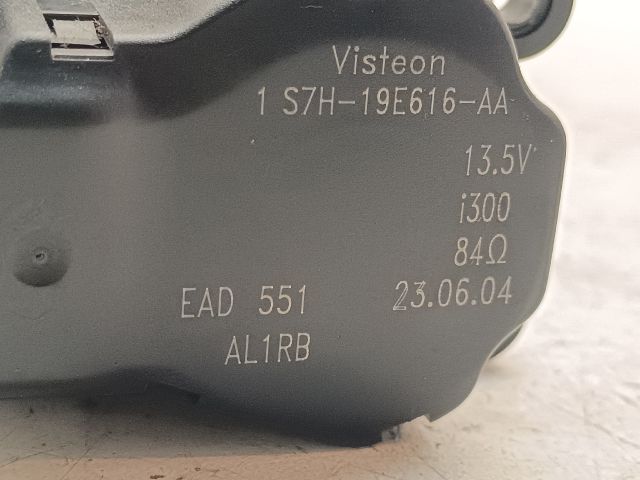 Visteon
1 S7H-19E616-AA
13.5V
i300
84Ω
EAD 551 23.06.04
AL1RB